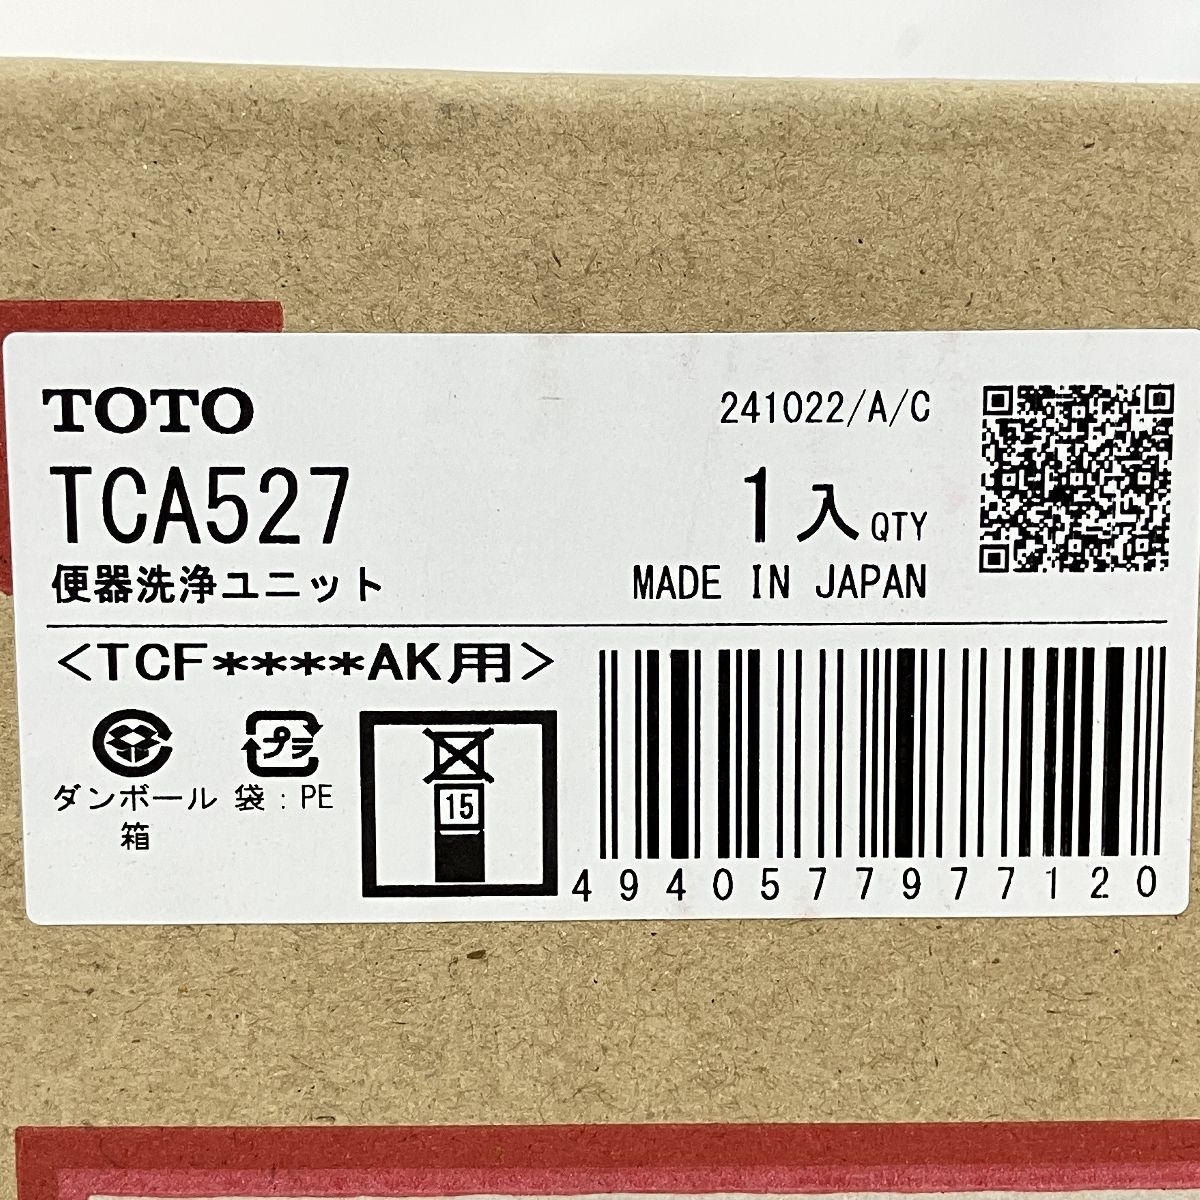 TOTO
241022/A/C
TCA527
1入QTY
便器洗浄ユニット
MADE IN JAPAN
<TCF****AK用>
プラ
ダンボール 袋:PE
箱
15
4940577977120